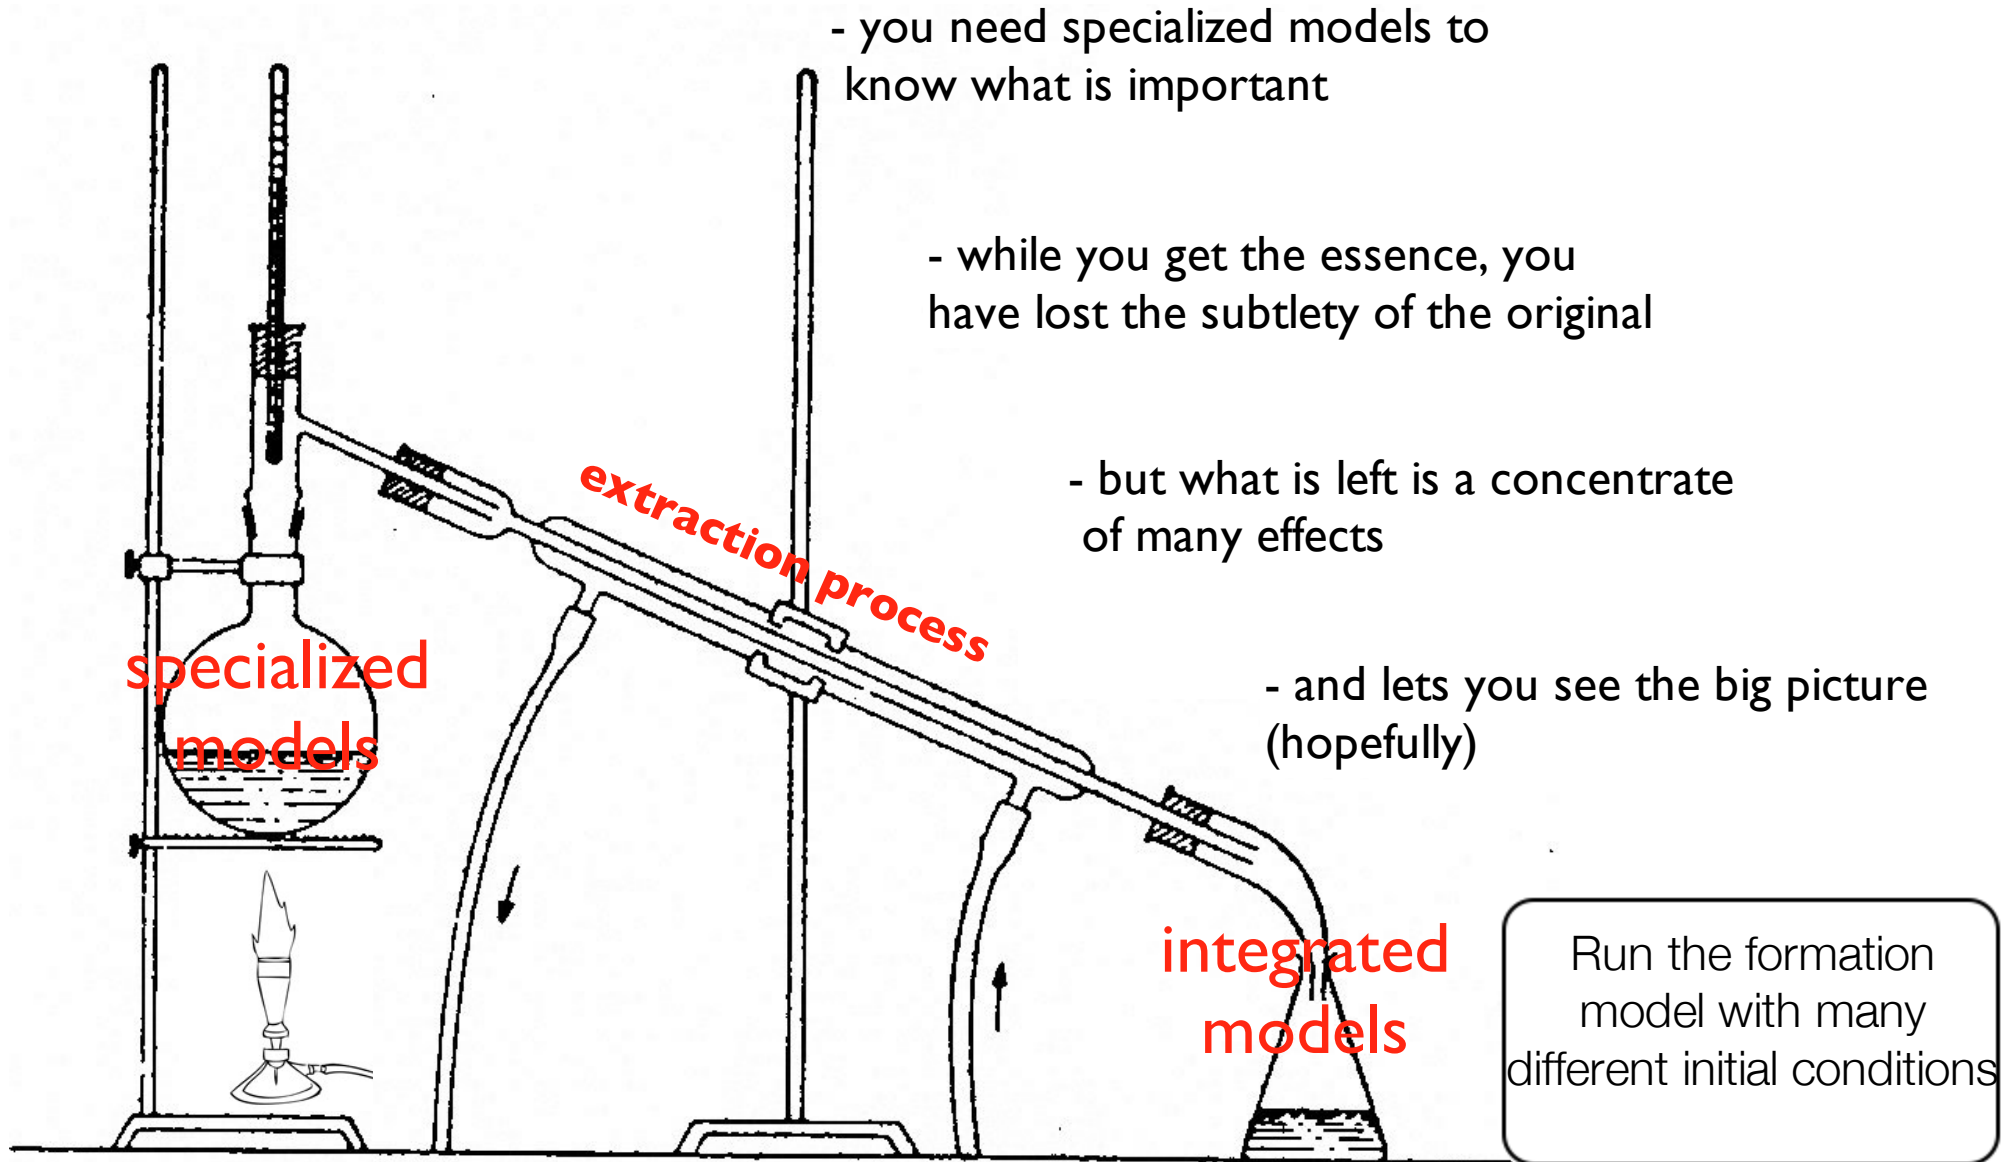 - you need specialized models to
know what is important
- while you get the essence, you
have lost the subtlety of the original
- but what is left is a concentrate
of many effects
extraction process
- and lets you see the big picture
(hopefully)
specialized
models
integrated
models
Run the formation
model with many
different initial conditions